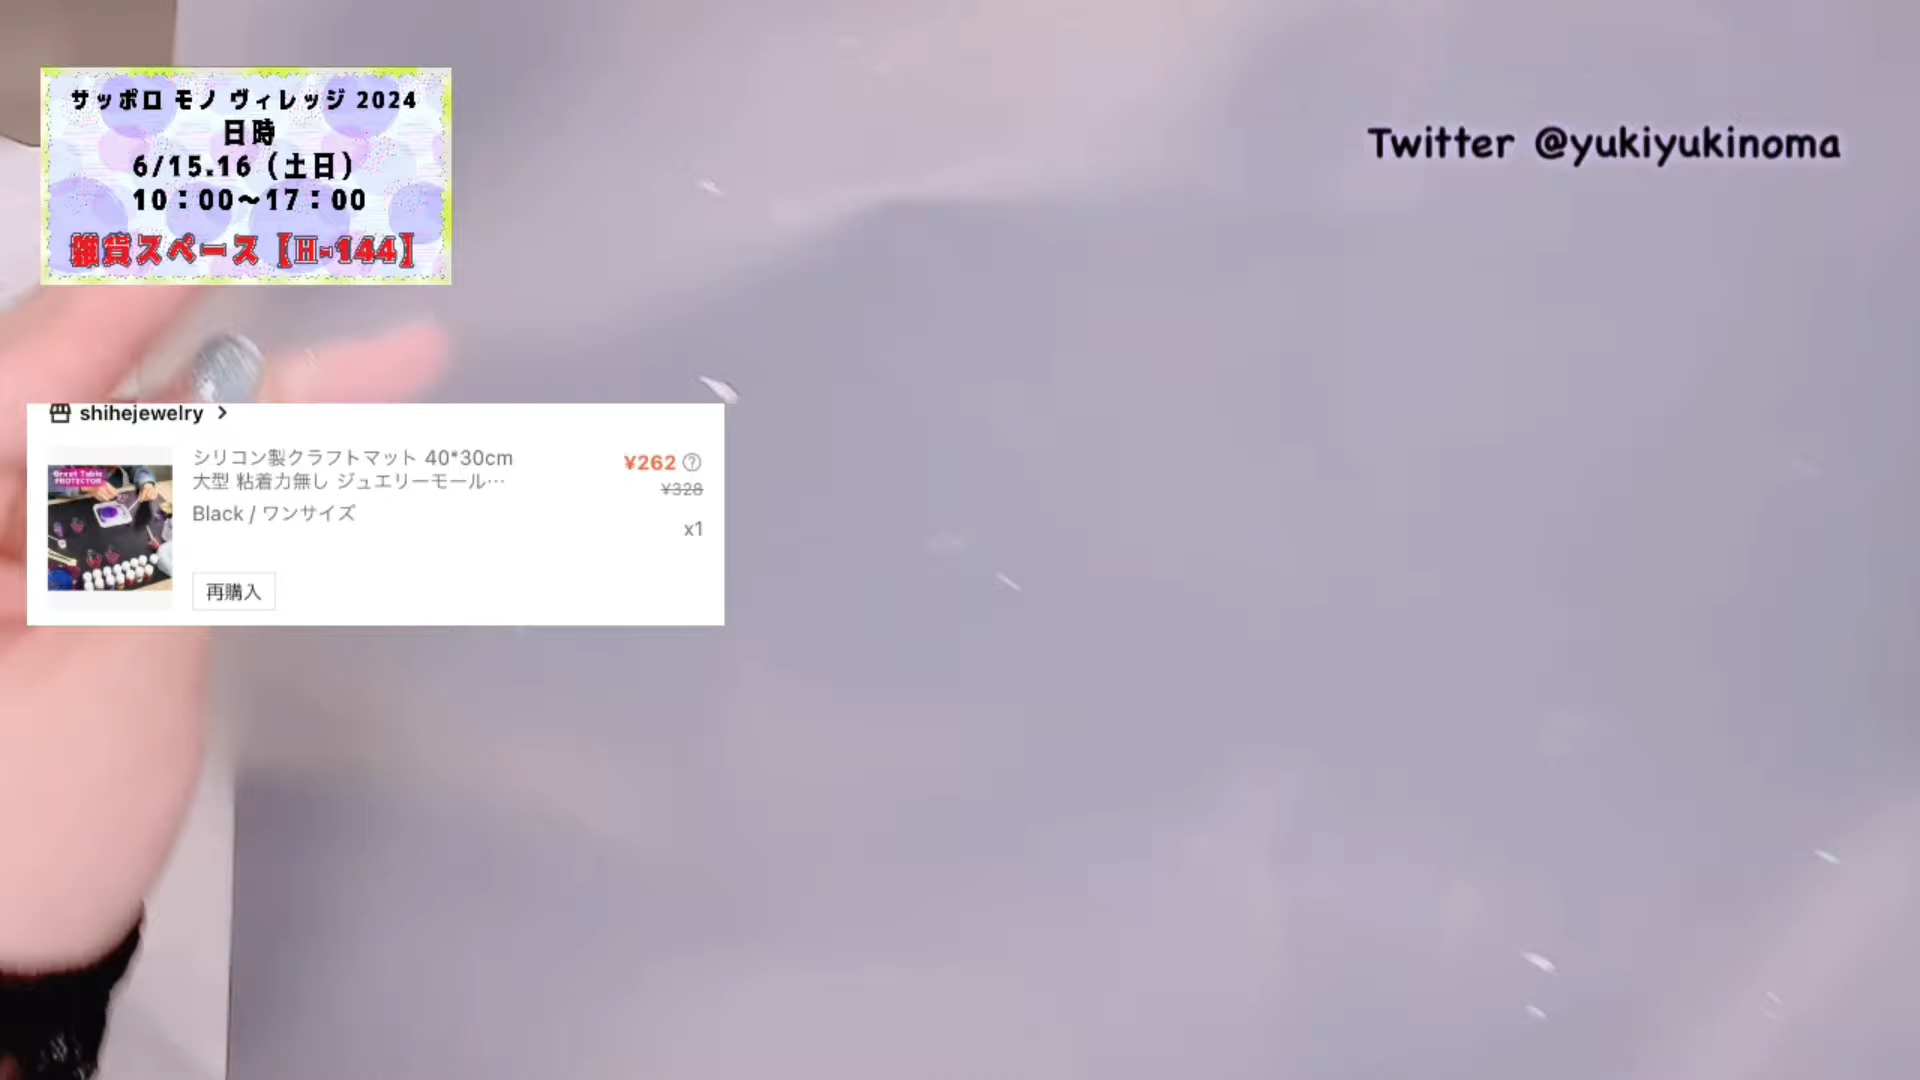 サッポロ モノ ヴィレッジ 2024
日時
6/15.16（土日）
10：00～17：00
雑貨スペース【H-144】
Twitter @yukiyukinoma
shihejewelry
シリコン製クラフトマット 40*30cm
大型 粘着力無し ジュエリーモール…
Black / ワンサイズ
¥262
¥328
x1
再購入
Great Table
PROTECTOR